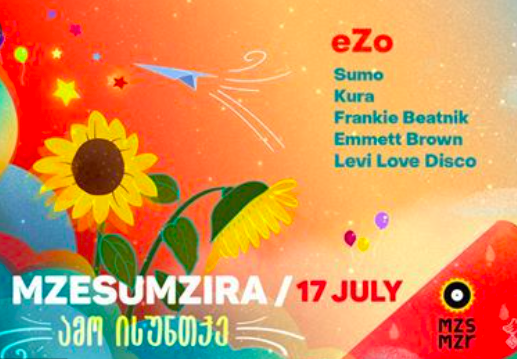 eZo
Sumo
Kura
Frankie Beatnik
Emmett Brown
Levi Love Disco
MZESUMZIRA / 17 JULY
ამო ისუნთქე
MZS
MZR